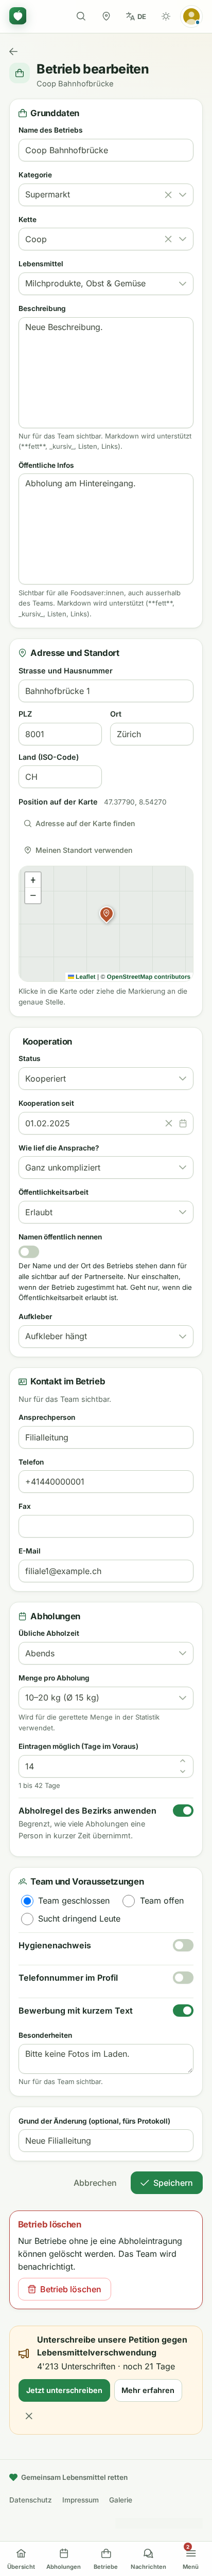 DE
Betrieb bearbeiten
Coop Bahnhofbrücke
Grunddaten
Name des Betriebs
Coop Bahnhofbrücke
Kategorie
Supermarkt
Kette
Coop
Lebensmittel
Milchprodukte, Obst & Gemüse
Beschreibung
Neue Beschreibung.
Nur für das Team sichtbar. Markdown wird unterstützt
(**fett**, _kursiv_, Listen, Links).
Öffentliche Infos
Abholung am Hintereingang.
Sichtbar für alle Foodsaver:innen, auch ausserhalb
des Teams. Markdown wird unterstützt (**fett**,
_kursiv_, Listen, Links).
Adresse und Standort
Strasse und Hausnummer
Bahnhofbrücke 1
PLZ
Ort
8001
Zürich
Land (ISO-Code)
CH
Position auf der Karte 47.37790, 8.54270
Adresse auf der Karte finden
Meinen Standort verwenden
+
−
Leaflet | © OpenStreetMap contributors
Klicke in die Karte oder ziehe die Markierung an die
genaue Stelle.
Kooperation
Status
Kooperiert
Kooperation seit
01.02.2025
Wie lief die Ansprache?
Ganz unkompliziert
Öffentlichkeitsarbeit
Erlaubt
Namen öffentlich nennen
Der Name und der Ort des Betriebs stehen dann für
alle sichtbar auf der Partnerseite. Nur einschalten,
wenn der Betrieb zugestimmt hat. Geht nur, wenn die
Öffentlichkeitsarbeit erlaubt ist.
Aufkleber
Aufkleber hängt
Kontakt im Betrieb
Nur für das Team sichtbar.
Ansprechperson
Filialleitung
Telefon
+41440000001
Fax
E-Mail
filiale1@example.ch
Abholungen
Übliche Abholzeit
Abends
Menge pro Abholung
10–20 kg (Ø 15 kg)
Wird für die gerettete Menge in der Statistik
verwendet.
Eintragen möglich (Tage im Voraus)
14
1 bis 42 Tage
Abholregel des Bezirks anwenden
Begrenzt, wie viele Abholungen eine
Person in kurzer Zeit übernimmt.
Team und Voraussetzungen
Team geschlossen
Team offen
Sucht dringend Leute
Hygienenachweis
Telefonnummer im Profil
Bewerbung mit kurzem Text
Besonderheiten
Bitte keine Fotos im Laden.
Nur für das Team sichtbar.
Grund der Änderung (optional, fürs Protokoll)
Neue Filialleitung
Abbrechen
Speichern
Betrieb löschen
Nur Betriebe ohne je eine Abholeintragung
können gelöscht werden. Das Team wird
benachrichtigt.
Betrieb löschen
Unterschreibe unsere Petition gegen
Lebensmittelverschwendung
4'213 Unterschriften · noch 21 Tage
Jetzt unterschreiben
Mehr erfahren
Gemeinsam Lebensmittel retten
Datenschutz
Impressum
Galerie
2
Übersicht
Abholungen
Betriebe
Nachrichten
Menü